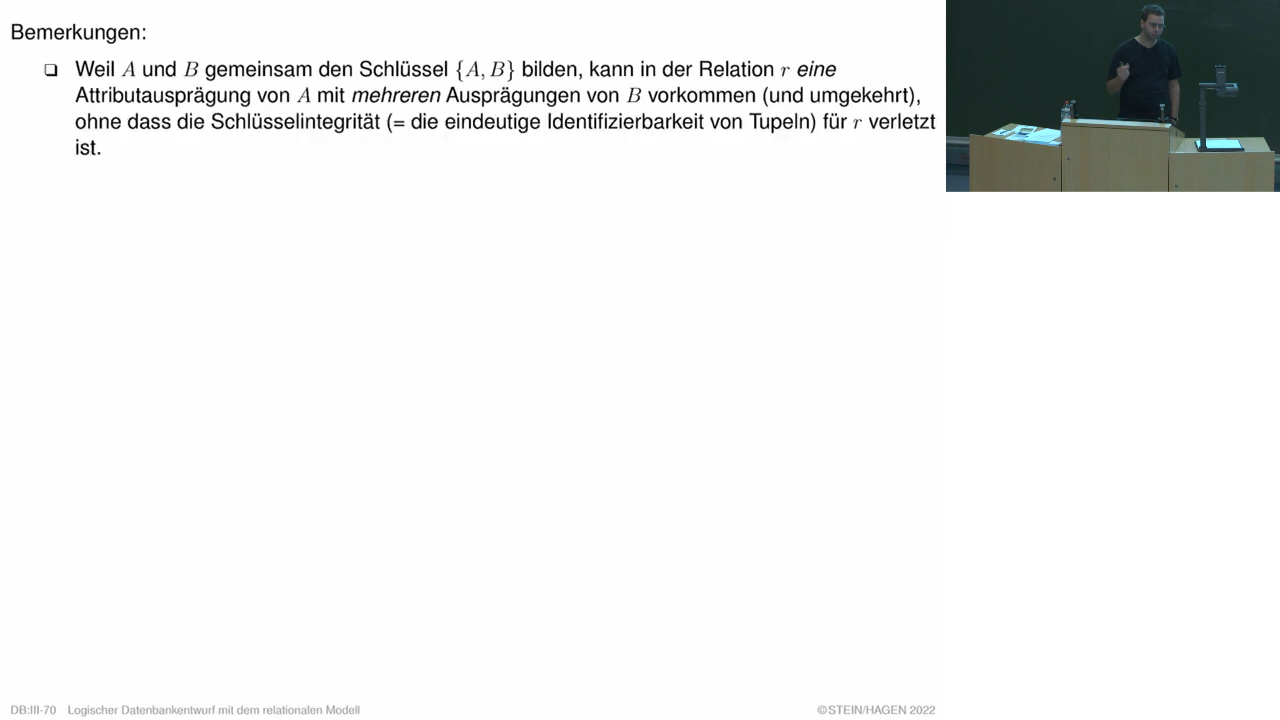 Bemerkungen:
❏ Weil A und B gemeinsam den Schlüssel {A, B} bilden, kann in der Relation r eine
Attributausprägung von A mit mehreren Ausprägungen von B vorkommen (und umgekehrt),
ohne dass die Schlüsselintegrität (= die eindeutige Identifizierbarkeit von Tupeln) für r verletzt
ist.
DB:III-70 Logischer Datenbankentwurf mit dem relationalen Modell
©STEIN/HAGEN 2022